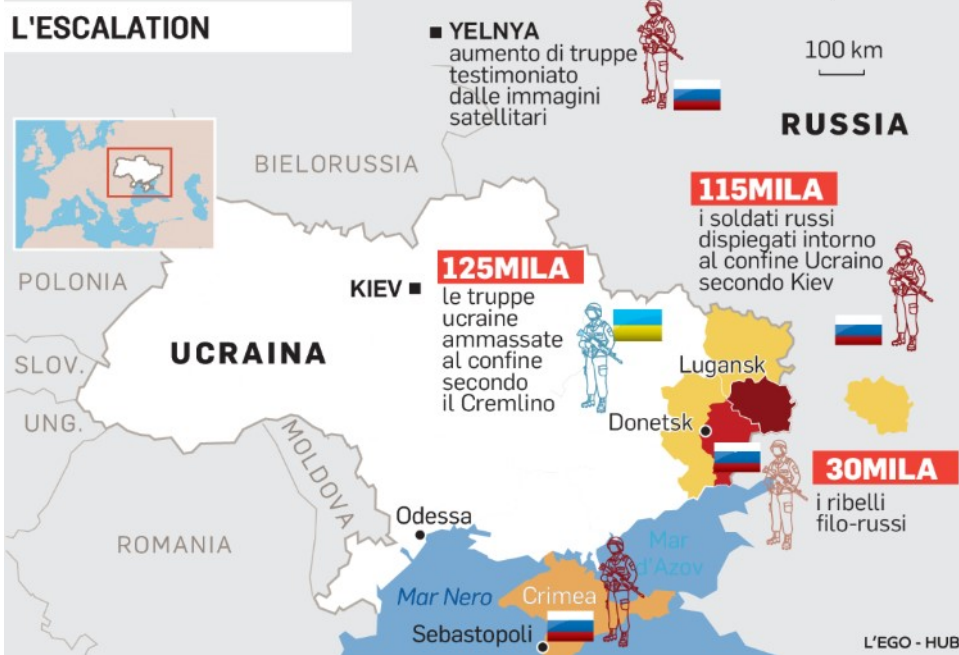 L'ESCALATION
YELNYA
aumento di truppe
testimoniato
dalle immagini
satellitari
100 km
RUSSIA
BIELORUSSIA
115MILA
i soldati russi
dispiegati intorno
al confine Ucraino
secondo Kiev
POLONIA
KIEV
125MILA
le truppe
ucraine
ammassate
al confine
secondo
il Cremlino
UCRAINA
SLOV.
UNG.
Lugansk
Donetsk
MOLDOVA
30MILA
i ribelli
filo-russi
ROMANIA
Odessa
Mar
d'Azov
Mar Nero
Crimea
Sebastopoli
L'EGO - HUB